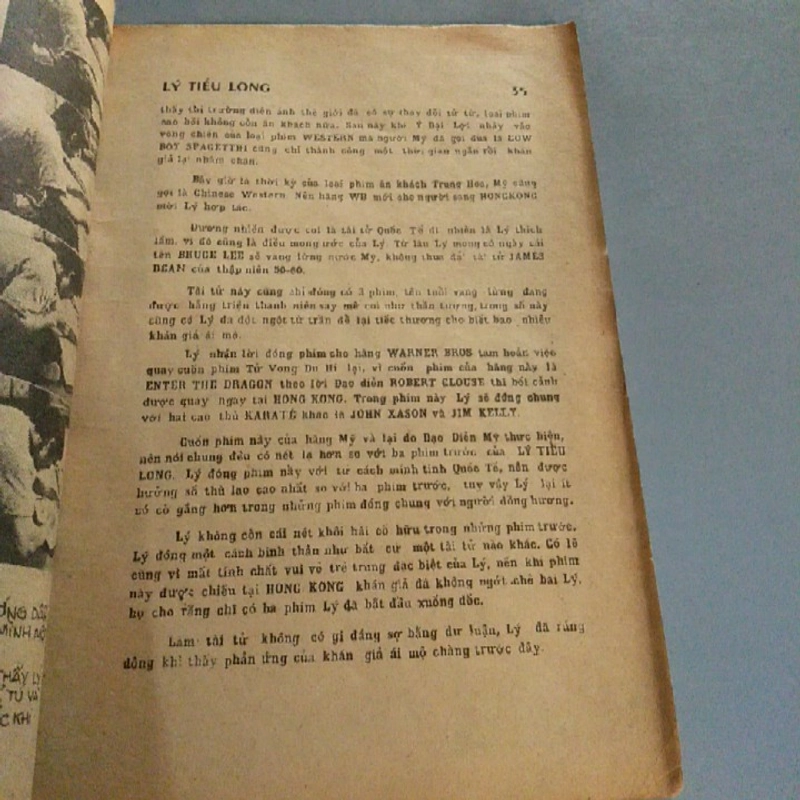 LÝ TIỂU LONG 35
thấy thị trường điện ảnh thế giới đã có sự thay đổi từ từ, loại phim
cao bồi không còn ăn khách nữa. Sau này khi Ý Đại Lợi nhảy vào
vòng chiến của loại phim WESTERN mà người Mỹ đã gọi đùa là LOW
BOY SPAGETTHI cũng chỉ thành công một thời gian ngắn rồi khán
giả lại nhàm chán.
Bây giờ là thời kỳ của loại phim ăn khách Trung Hoa, Mỹ cũng
gọi là Chinese Western. Nên hãng WB mới cho người sang HONGKONG
mời Lý hợp tác.
Đương nhiên được coi là tài tử Quốc Tế dĩ nhiên là Lý thích
lắm, vì đó cũng là điều mong ước của Lý. Từ lâu Lý mong có ngày cái
tên BRUCE LEE sẽ vang lừng nước Mỹ, không thua đài tử JAMES
DEAN của thập niên 50-60.
Tài tử này cũng chỉ đóng có 3 phim, tên tuổi vang lừng đang
được hằng triệu thanh niên say mê coi như thần tượng, trong số này
cũng có Lý đã đột ngột từ trần để lại tiếc thương cho biết bao nhiêu
khán giả ái mộ.
Lý nhận lời đóng phim cho hãng WARNER BROS tạm hoãn việc
quay cuốn phim Tử Vong Du Hí lại, vì cuốn phim của hãng này là
ENTER THE DRAGON theo lời Đạo diễn ROBERT CLOUSE thì bối cảnh
được quay ngay tại HONG KONG. Trong phim này Lý sẽ đóng chung
với hai cao thủ KARATÉ khác là JOHN XASON và JIM KELLY.
Cuốn phim này của hãng Mỹ và lại do Đạo Diễn Mỹ thực hiện,
nên nói chung đều có nét lạ hơn so với ba phim trước của LÝ TIỂU
LONG. Lý đóng phim này với tư cách minh tinh Quốc Tế, nên được
hưởng số thù lao cao nhất so với ba phim trước, tuy vậy Lý lại ít
có cố gắng hơn trong những phim đóng chung với người đồng hương.
Lý không còn cái nét khôi hài cố hữu trong những phim trước.
Lý đóng một cách bình thản như bất cứ một tài tử nào khác. Có lẽ
cũng vì mất tính chất vui vẻ trẻ trung đặc biệt của Lý, nên khi phim
này được chiếu tại HONG KONG khán giả đã không ngớt chê bai Lý,
họ cho rằng chỉ có ba phim Lý đã bắt đầu xuống dốc.
Làm tài tử không có gì đáng sợ bằng dư luận, Lý đã rúng
động khi thấy phản ứng của khán giả ái mộ chàng trước đây.
MÌNH
THẤY LÝ
TỪ VÀ
KHI